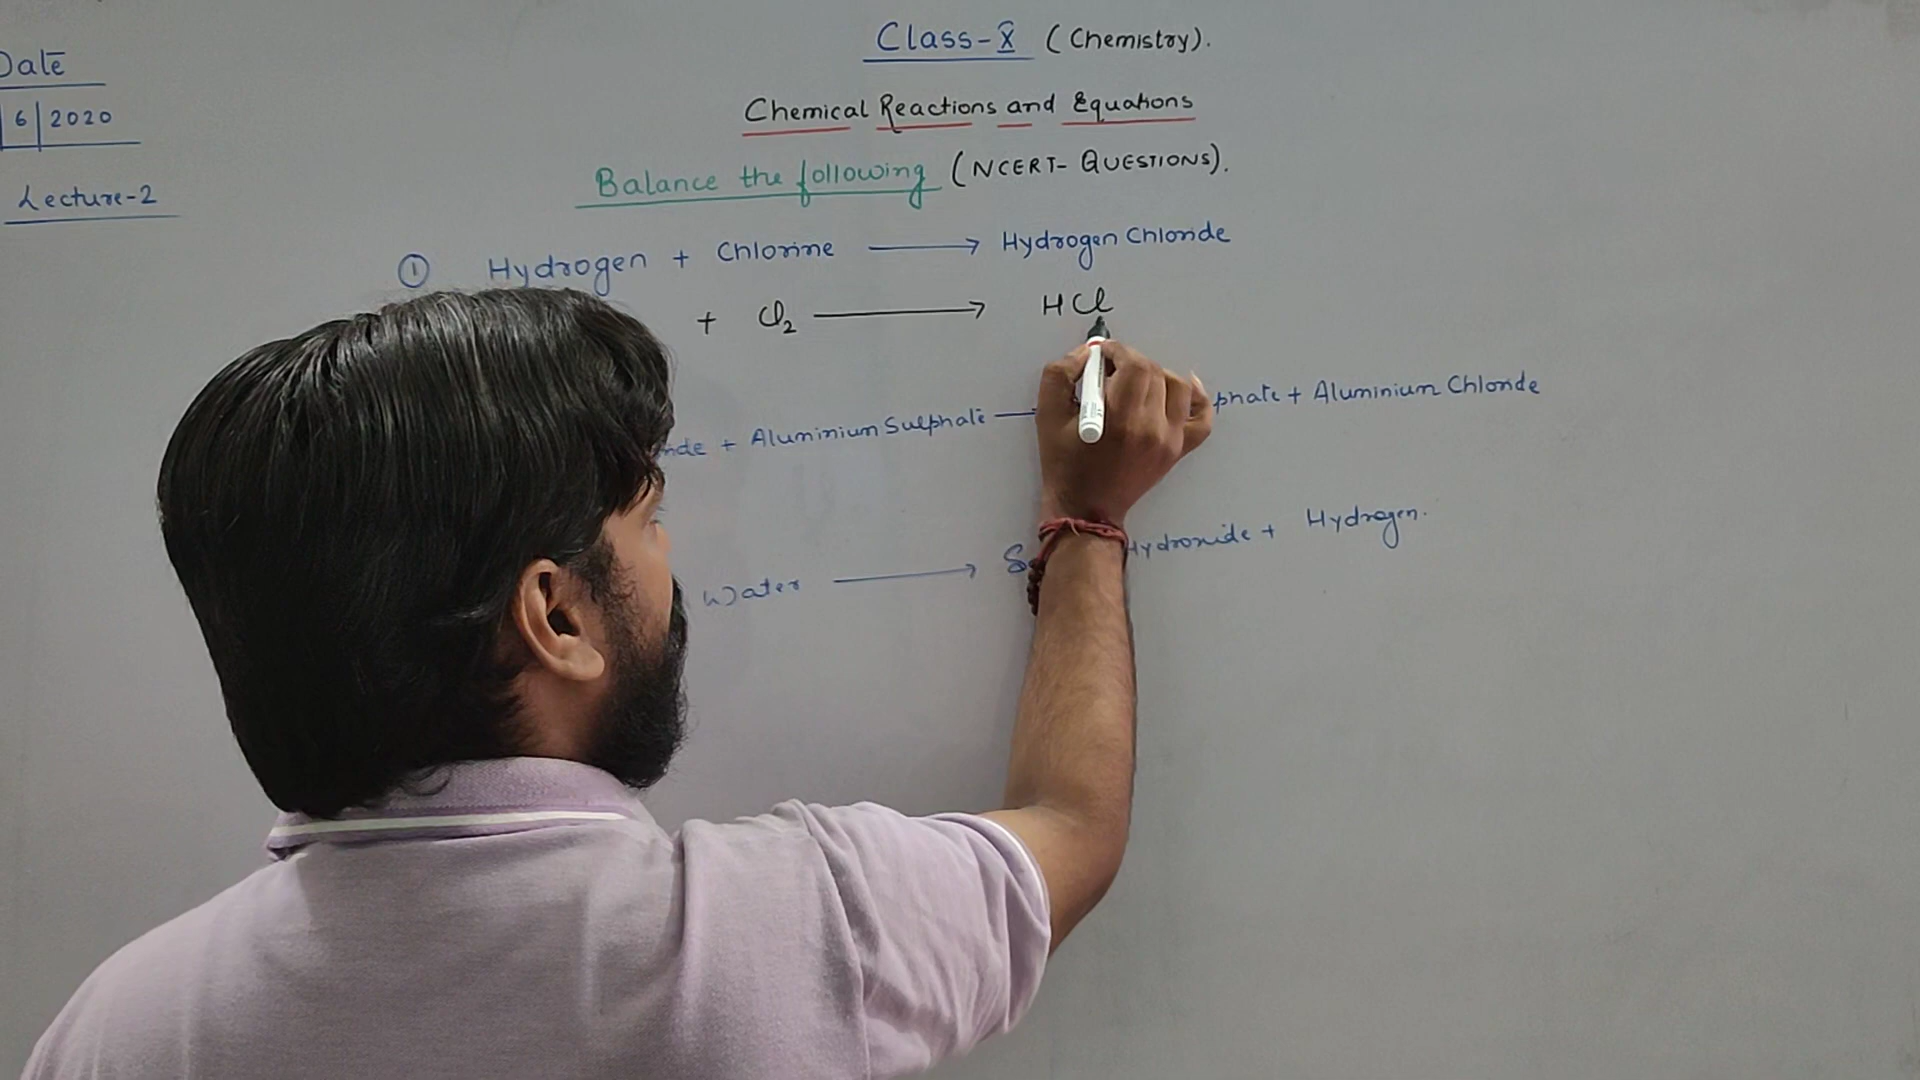 Class-X (Chemistry).
Date
6 | 2020
Lecture-2
Chemical Reactions and Equations
Balance the following (NCERT- QUESTIONS).
① Hydrogen + Chlorine ⟶ Hydrogen Chloride
+ Cl₂ ⟶ HCl
+ Aluminium Sulphate ⟶ + Aluminium Chloride
Water ⟶ Hydroxide + Hydrogen.